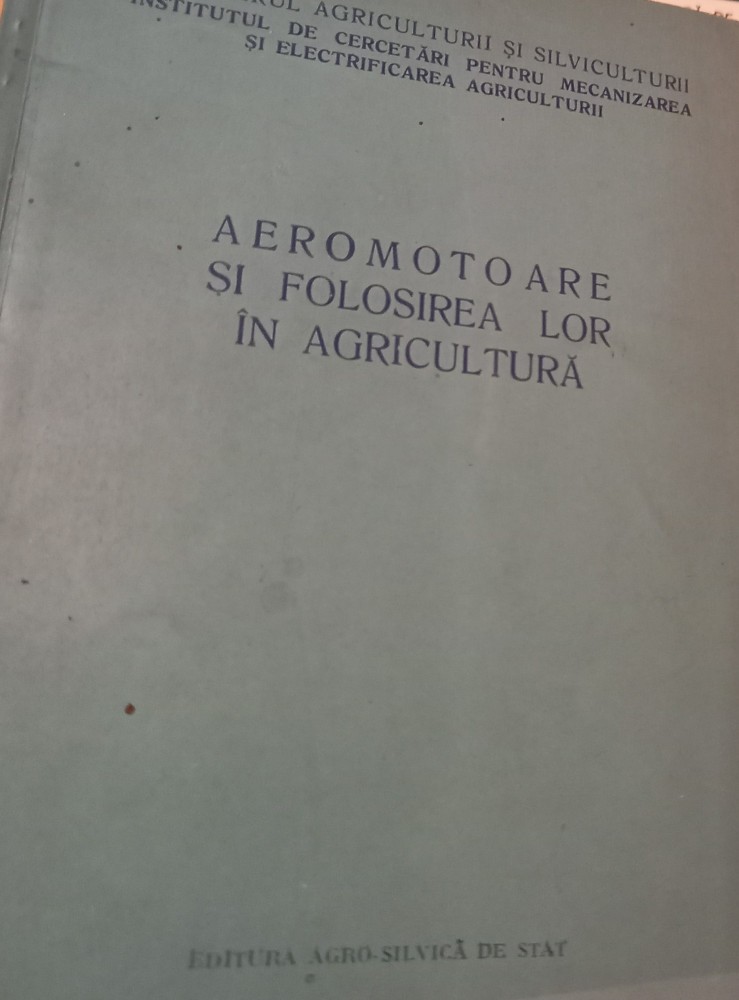 AGRICULTURII ȘI SILVICULTURII
INSTITUTUL DE CERCETĂRI PENTRU MECANIZAREA
ȘI ELECTRIFICAREA AGRICULTURII
AEROMOTOARE
ȘI FOLOSIREA LOR
ÎN AGRICULTURĂ
EDITURA AGRO-SILVICĂ DE STAT